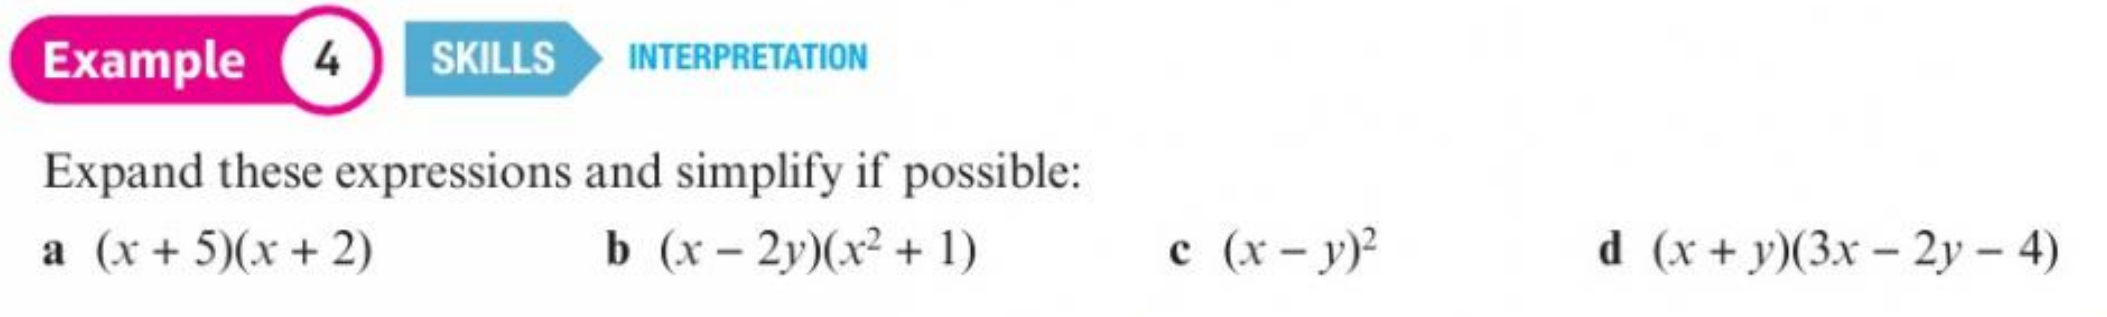 Example 4 SKILLS INTERPRETATION
Expand these expressions and simplify if possible:
a (x + 5)(x + 2) b (x – 2y)(x² + 1) c (x – y)² d (x + y)(3x – 2y – 4)